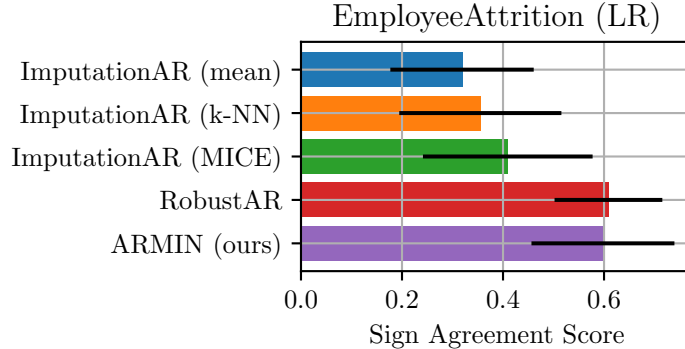 EmployeeAttrition (LR)
ImputationAR (mean)
ImputationAR (k-NN)
ImputationAR (MICE)
RobustAR
ARMIN (ours)
0.0 0.2 0.4 0.6
Sign Agreement Score